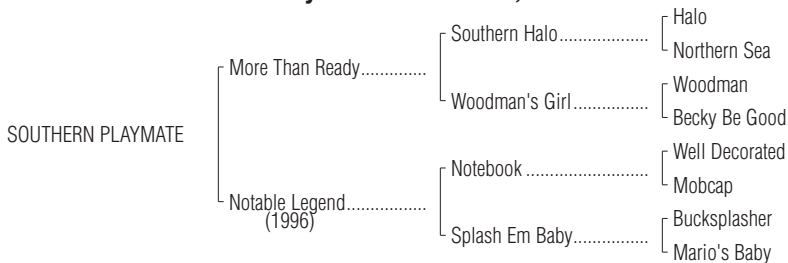 Halo
Southern Halo....................
Northern Sea
More Than Ready..............
Woodman
Woodman's Girl.................
Becky Be Good
SOUTHERN PLAYMATE
Well Decorated
Notebook ...........................
Mobcap
Notable Legend.................
(1996)
Bucksplasher
Splash Em Baby.................
Mario's Baby